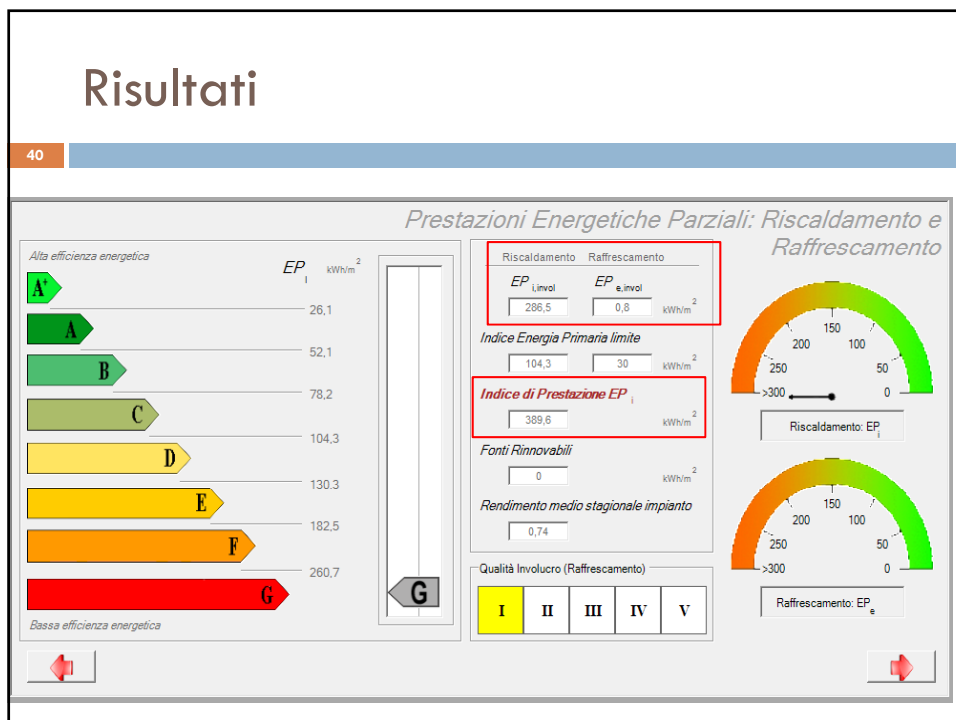 Risultati
40
Prestazioni Energetiche Parziali: Riscaldamento e
Raffrescamento
Alta efficienza energetica
EP i kWh/m 2
A+
26,1
A
52,1
B
78,2
C
104,3
D
130.3
E
182,5
F
260,7
G
Bassa efficienza energetica
G
Riscaldamento Raffrescamento
EP i,invol EP e,invol
286,5 0,8 kWh/m 2
Indice Energia Primaria limite
104,3 30 kWh/m 2
Indice di Prestazione EP i
389,6 kWh/m 2
Fonti Rinnovabili
0 kWh/m 2
Rendimento medio stagionale impianto
0,74
Qualità Involucro (Raffrescamento)
I II III IV V
150
200 100
250 50
>300 0
Riscaldamento: EP i
150
200 100
250 50
>300 0
Raffrescamento: EP e